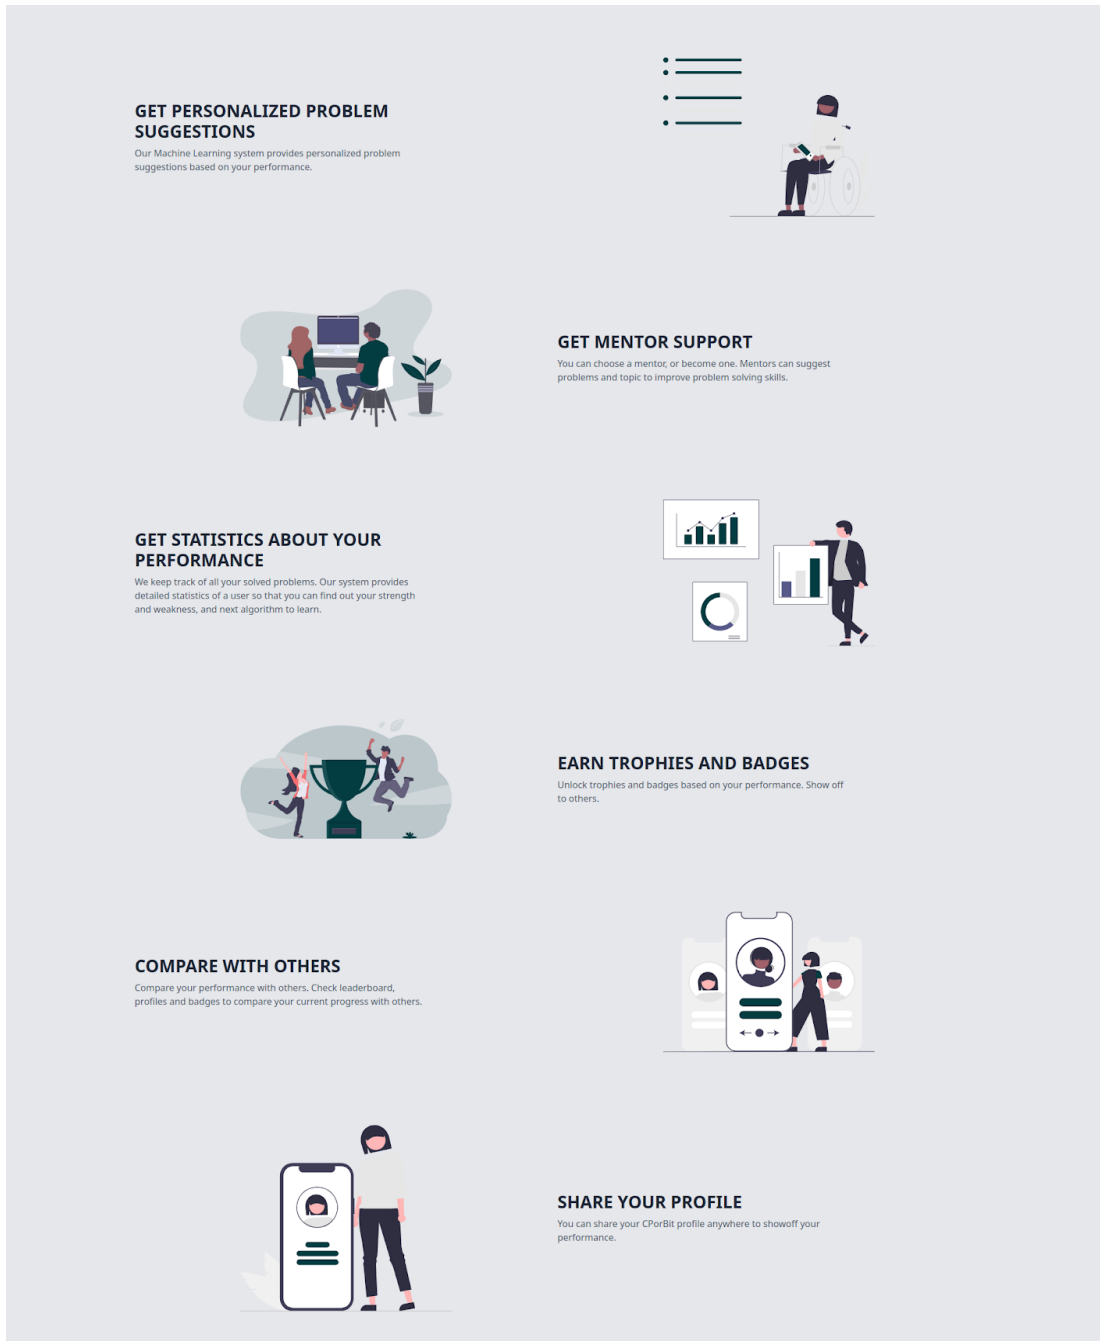 GET PERSONALIZED PROBLEM
SUGGESTIONS
Our Machine Learning system provides personalized problem
suggestions based on your performance.
GET MENTOR SUPPORT
You can choose a mentor, or become one. Mentors can suggest
problems and topic to improve problem solving skills.
GET STATISTICS ABOUT YOUR
PERFORMANCE
We keep track of all your solved problems. Our system provides
detailed statistics of a user so that you can find out your strength
and weakness, and next algorithm to learn.
EARN TROPHIES AND BADGES
Unlock trophies and badges based on your performance. Show off
to others.
COMPARE WITH OTHERS
Compare your performance with others. Check leaderboard,
profiles and badges to compare your current progress with others.
SHARE YOUR PROFILE
You can share your CPorBit profile anywhere to showoff your
performance.